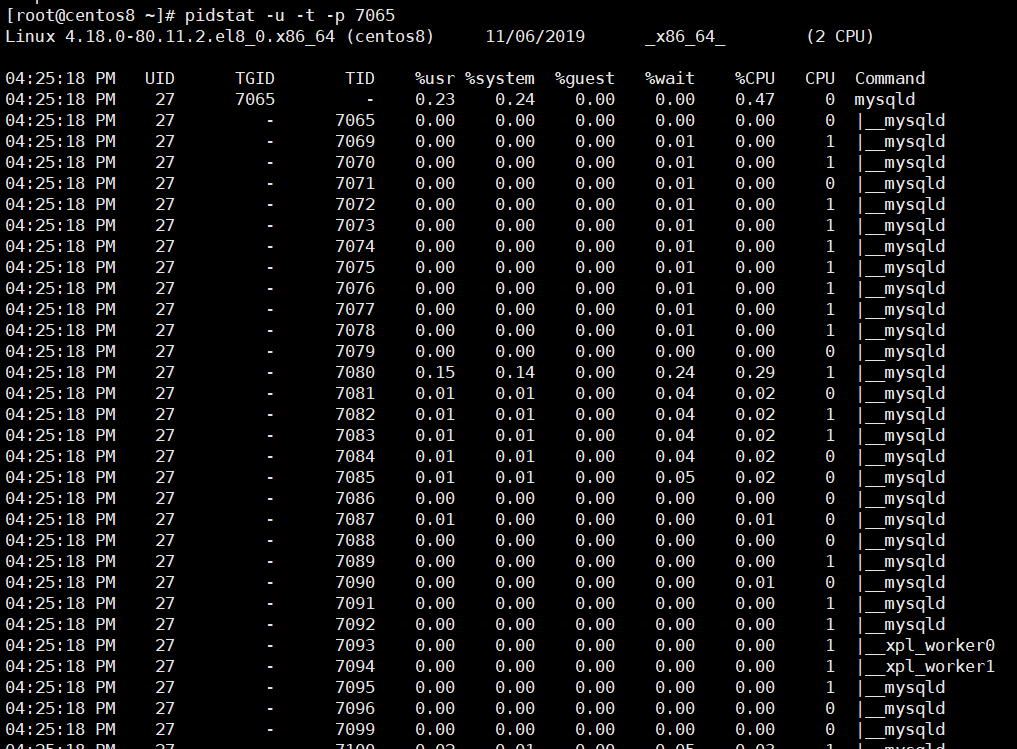 [root@centos8 ~]# pidstat -u -t -p 7065
Linux 4.18.0-80.11.2.el8_0.x86_64 (centos8) 11/06/2019 _x86_64_ (2 CPU)
04:25:18 PM UID TGID TID %usr %system %guest %wait %CPU CPU Command
04:25:18 PM 27 7065 - 0.23 0.24 0.00 0.00 0.47 0 mysqld
04:25:18 PM 27 - 7065 0.00 0.00 0.00 0.00 0.00 0 |__mysqld
04:25:18 PM 27 - 7069 0.00 0.00 0.00 0.01 0.00 1 |__mysqld
04:25:18 PM 27 - 7070 0.00 0.00 0.00 0.01 0.00 1 |__mysqld
04:25:18 PM 27 - 7071 0.00 0.00 0.00 0.01 0.00 0 |__mysqld
04:25:18 PM 27 - 7072 0.00 0.00 0.00 0.01 0.00 1 |__mysqld
04:25:18 PM 27 - 7073 0.00 0.00 0.00 0.01 0.00 1 |__mysqld
04:25:18 PM 27 - 7074 0.00 0.00 0.00 0.01 0.00 1 |__mysqld
04:25:18 PM 27 - 7075 0.00 0.00 0.00 0.01 0.00 1 |__mysqld
04:25:18 PM 27 - 7076 0.00 0.00 0.00 0.01 0.00 1 |__mysqld
04:25:18 PM 27 - 7077 0.00 0.00 0.00 0.01 0.00 1 |__mysqld
04:25:18 PM 27 - 7078 0.00 0.00 0.00 0.01 0.00 1 |__mysqld
04:25:18 PM 27 - 7079 0.00 0.00 0.00 0.00 0.00 0 |__mysqld
04:25:18 PM 27 - 7080 0.15 0.14 0.00 0.24 0.29 1 |__mysqld
04:25:18 PM 27 - 7081 0.01 0.01 0.00 0.04 0.02 0 |__mysqld
04:25:18 PM 27 - 7082 0.01 0.01 0.00 0.04 0.02 1 |__mysqld
04:25:18 PM 27 - 7083 0.01 0.01 0.00 0.04 0.02 1 |__mysqld
04:25:18 PM 27 - 7084 0.01 0.01 0.00 0.04 0.02 0 |__mysqld
04:25:18 PM 27 - 7085 0.01 0.01 0.00 0.05 0.02 0 |__mysqld
04:25:18 PM 27 - 7086 0.00 0.00 0.00 0.00 0.00 0 |__mysqld
04:25:18 PM 27 - 7087 0.01 0.00 0.00 0.00 0.01 0 |__mysqld
04:25:18 PM 27 - 7088 0.00 0.00 0.00 0.00 0.00 0 |__mysqld
04:25:18 PM 27 - 7089 0.00 0.00 0.00 0.00 0.00 1 |__mysqld
04:25:18 PM 27 - 7090 0.00 0.00 0.00 0.00 0.01 0 |__mysqld
04:25:18 PM 27 - 7091 0.00 0.00 0.00 0.00 0.00 1 |__mysqld
04:25:18 PM 27 - 7092 0.00 0.00 0.00 0.00 0.00 1 |__mysqld
04:25:18 PM 27 - 7093 0.00 0.00 0.00 0.00 0.00 1 |__xpl_worker0
04:25:18 PM 27 - 7094 0.00 0.00 0.00 0.00 0.00 1 |__xpl_worker1
04:25:18 PM 27 - 7095 0.00 0.00 0.00 0.00 0.00 1 |__mysqld
04:25:18 PM 27 - 7096 0.00 0.00 0.00 0.00 0.00 0 |__mysqld
04:25:18 PM 27 - 7099 0.00 0.00 0.00 0.00 0.00 0 |__mysqld